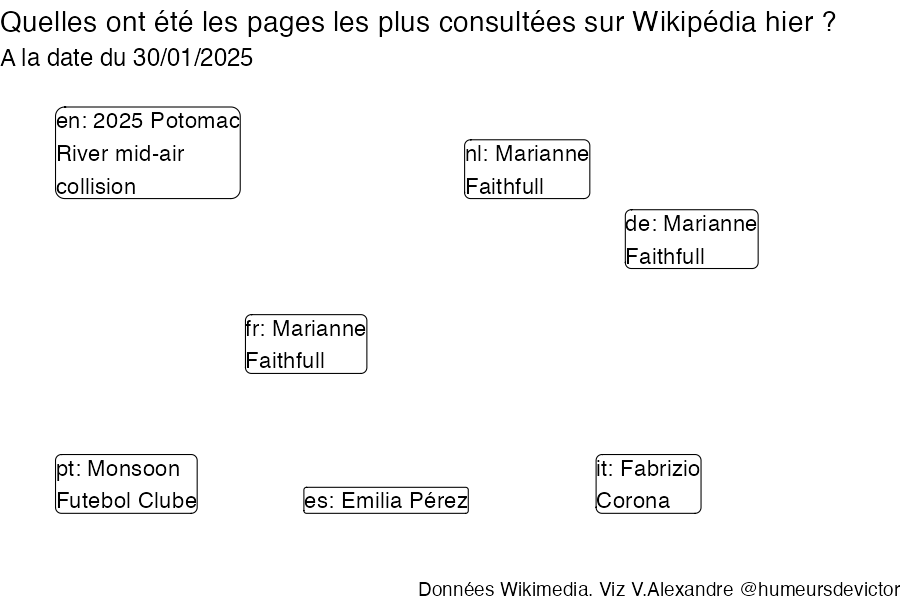 Quelles ont été les pages les plus consultées sur Wikipédia hier ?
A la date du 30/01/2025
en: 2025 Potomac
River mid-air
collision
nl: Marianne
Faithfull
de: Marianne
Faithfull
fr: Marianne
Faithfull
pt: Monsoon
Futebol Clube
es: Emilia Pérez
it: Fabrizio
Corona
Données Wikimedia. Viz V.Alexandre @humeursdevictor